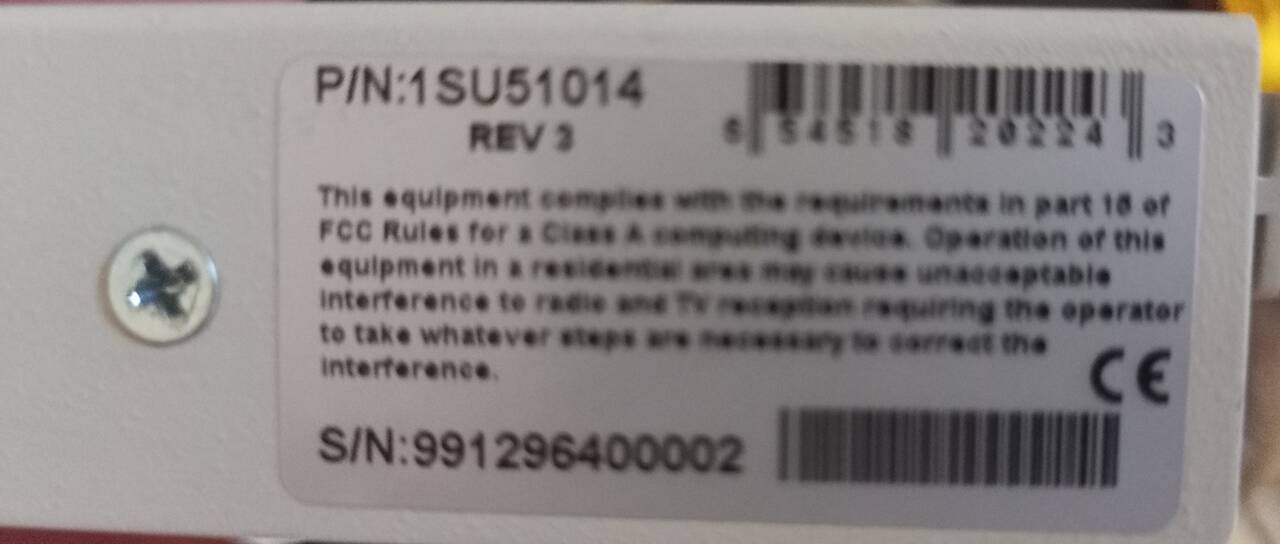 P/N:1SU51014
REV 3
6 54518 20224 3
This equipment complies with the requirements in part 15 of
FCC Rules for a Class A computing device. Operation of this
equipment in a residential area may cause unacceptable
interference to radio and TV reception requiring the operator
to take whatever steps are necessary to correct the
interference.
CE
S/N:991296400002